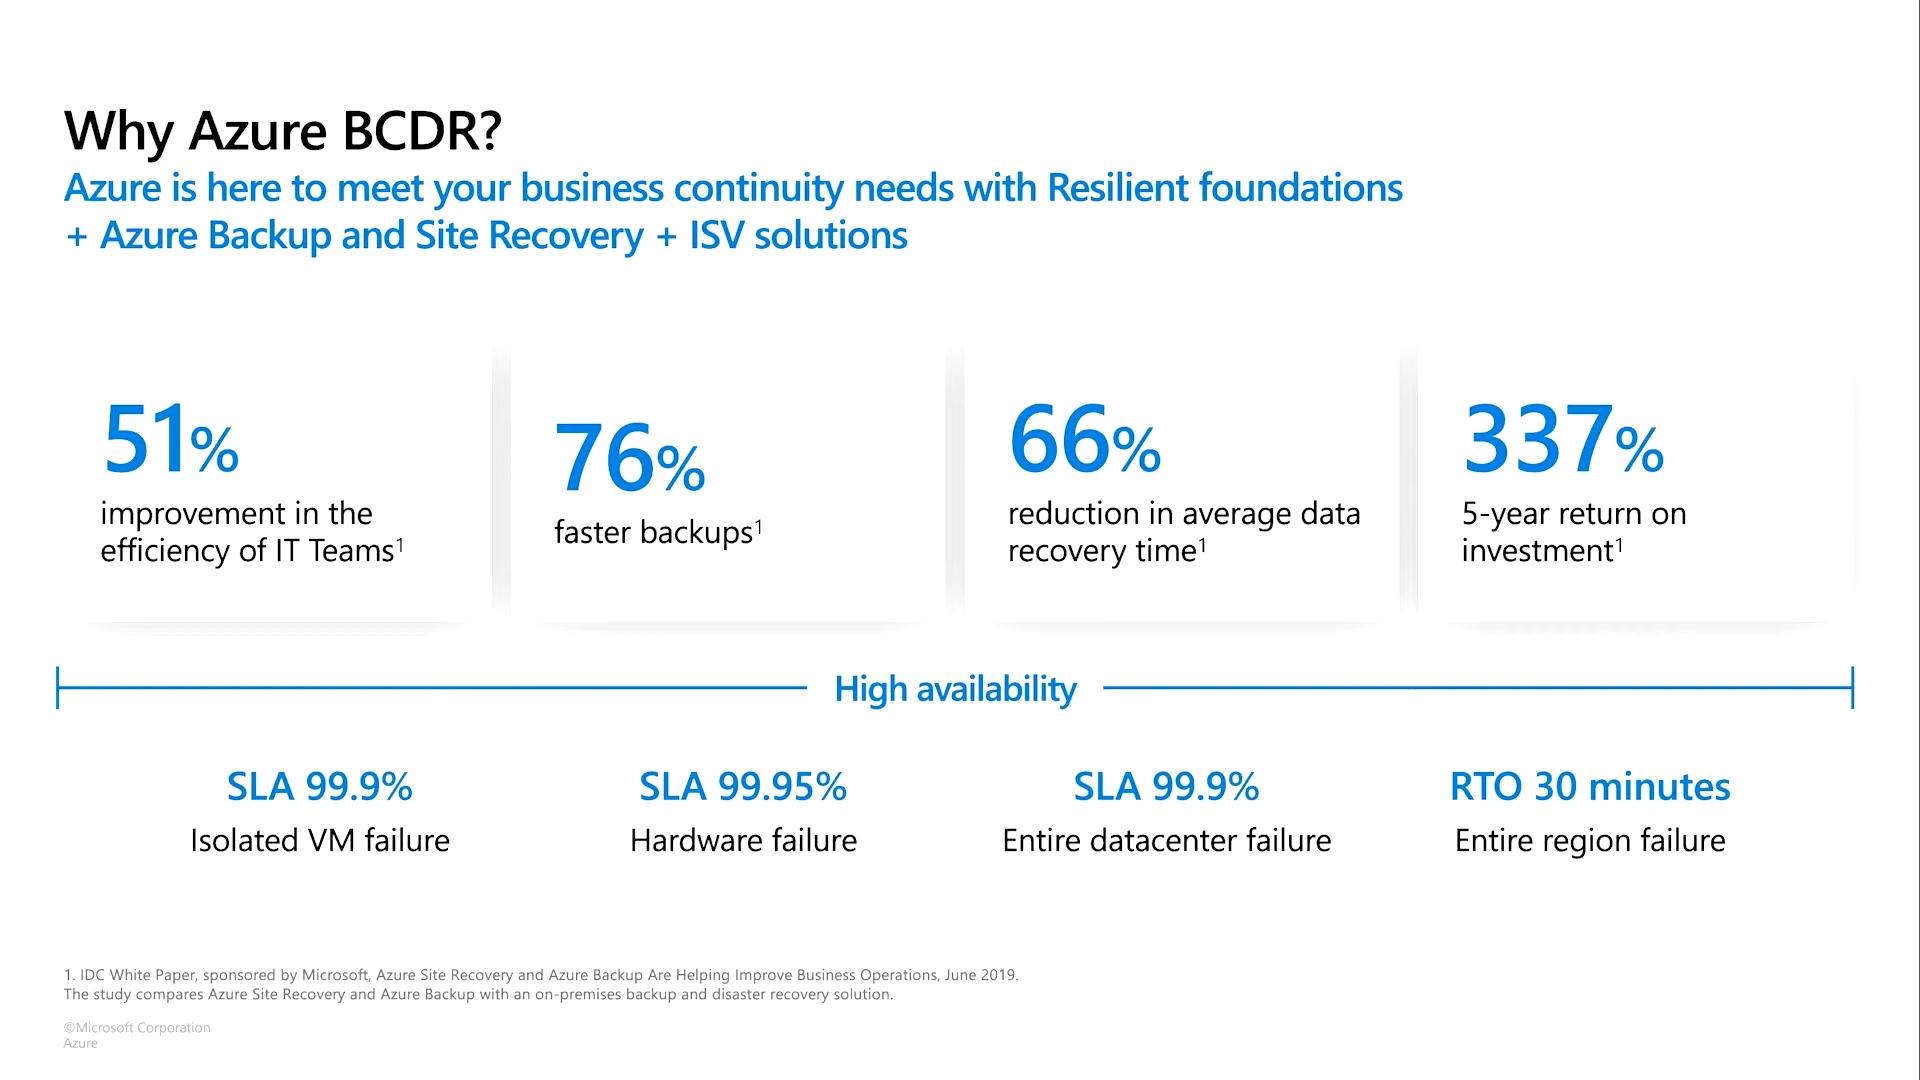 Why Azure BCDR?
Azure is here to meet your business continuity needs with Resilient foundations
+ Azure Backup and Site Recovery + ISV solutions
51%
improvement in the
efficiency of IT Teams¹
76%
faster backups¹
66%
reduction in average data
recovery time¹
337%
5-year return on
investment¹
High availability
SLA 99.9%
Isolated VM failure
SLA 99.95%
Hardware failure
SLA 99.9%
Entire datacenter failure
RTO 30 minutes
Entire region failure
1. IDC White Paper, sponsored by Microsoft, Azure Site Recovery and Azure Backup Are Helping Improve Business Operations, June 2019.
The study compares Azure Site Recovery and Azure Backup with an on-premises backup and disaster recovery solution.
©Microsoft Corporation
Azure